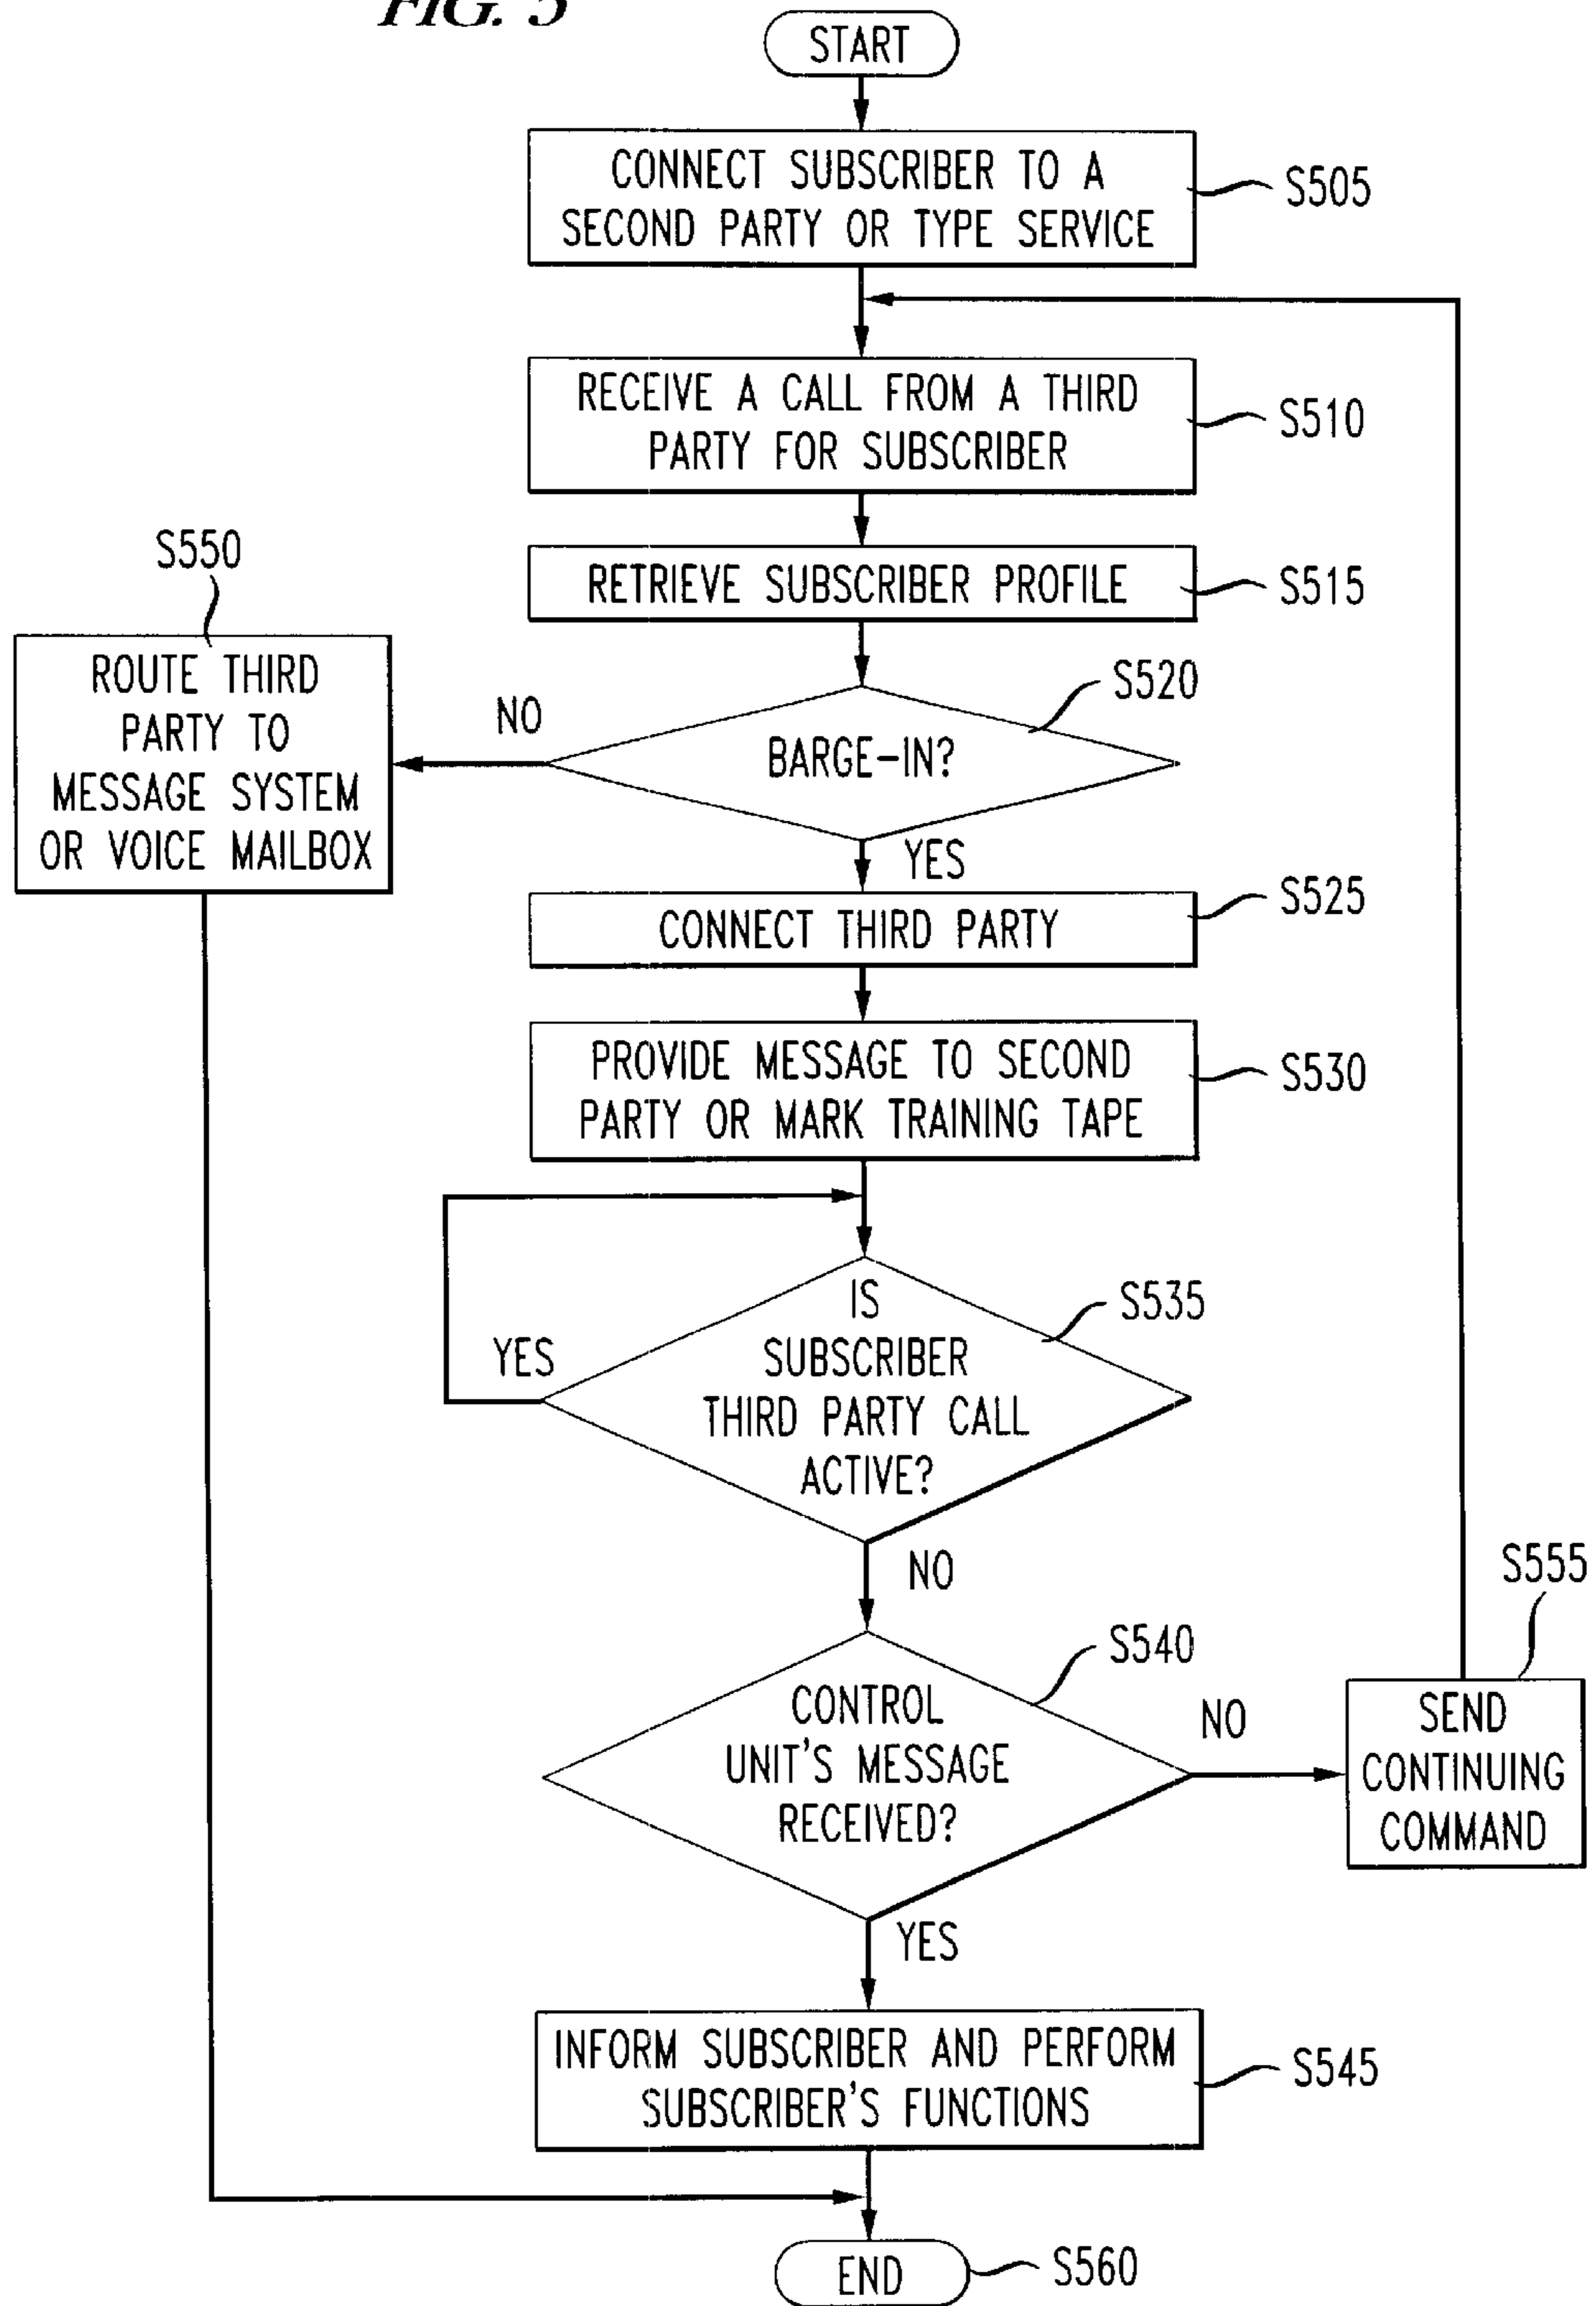 FIG. 5
START
CONNECT SUBSCRIBER TO A
SECOND PARTY OR TYPE SERVICE
S505
RECEIVE A CALL FROM A THIRD
PARTY FOR SUBSCRIBER
S510
RETRIEVE SUBSCRIBER PROFILE
S515
S550
ROUTE THIRD
PARTY TO
MESSAGE SYSTEM
OR VOICE MAILBOX
NO
BARGE-IN?
S520
YES
CONNECT THIRD PARTY
S525
PROVIDE MESSAGE TO SECOND
PARTY OR MARK TRAINING TAPE
S530
YES
IS
SUBSCRIBER
THIRD PARTY CALL
ACTIVE?
S535
NO
CONTROL
UNIT'S MESSAGE
RECEIVED?
S540
NO
S555
SEND
CONTINUING
COMMAND
YES
INFORM SUBSCRIBER AND PERFORM
SUBSCRIBER'S FUNCTIONS
S545
END
S560